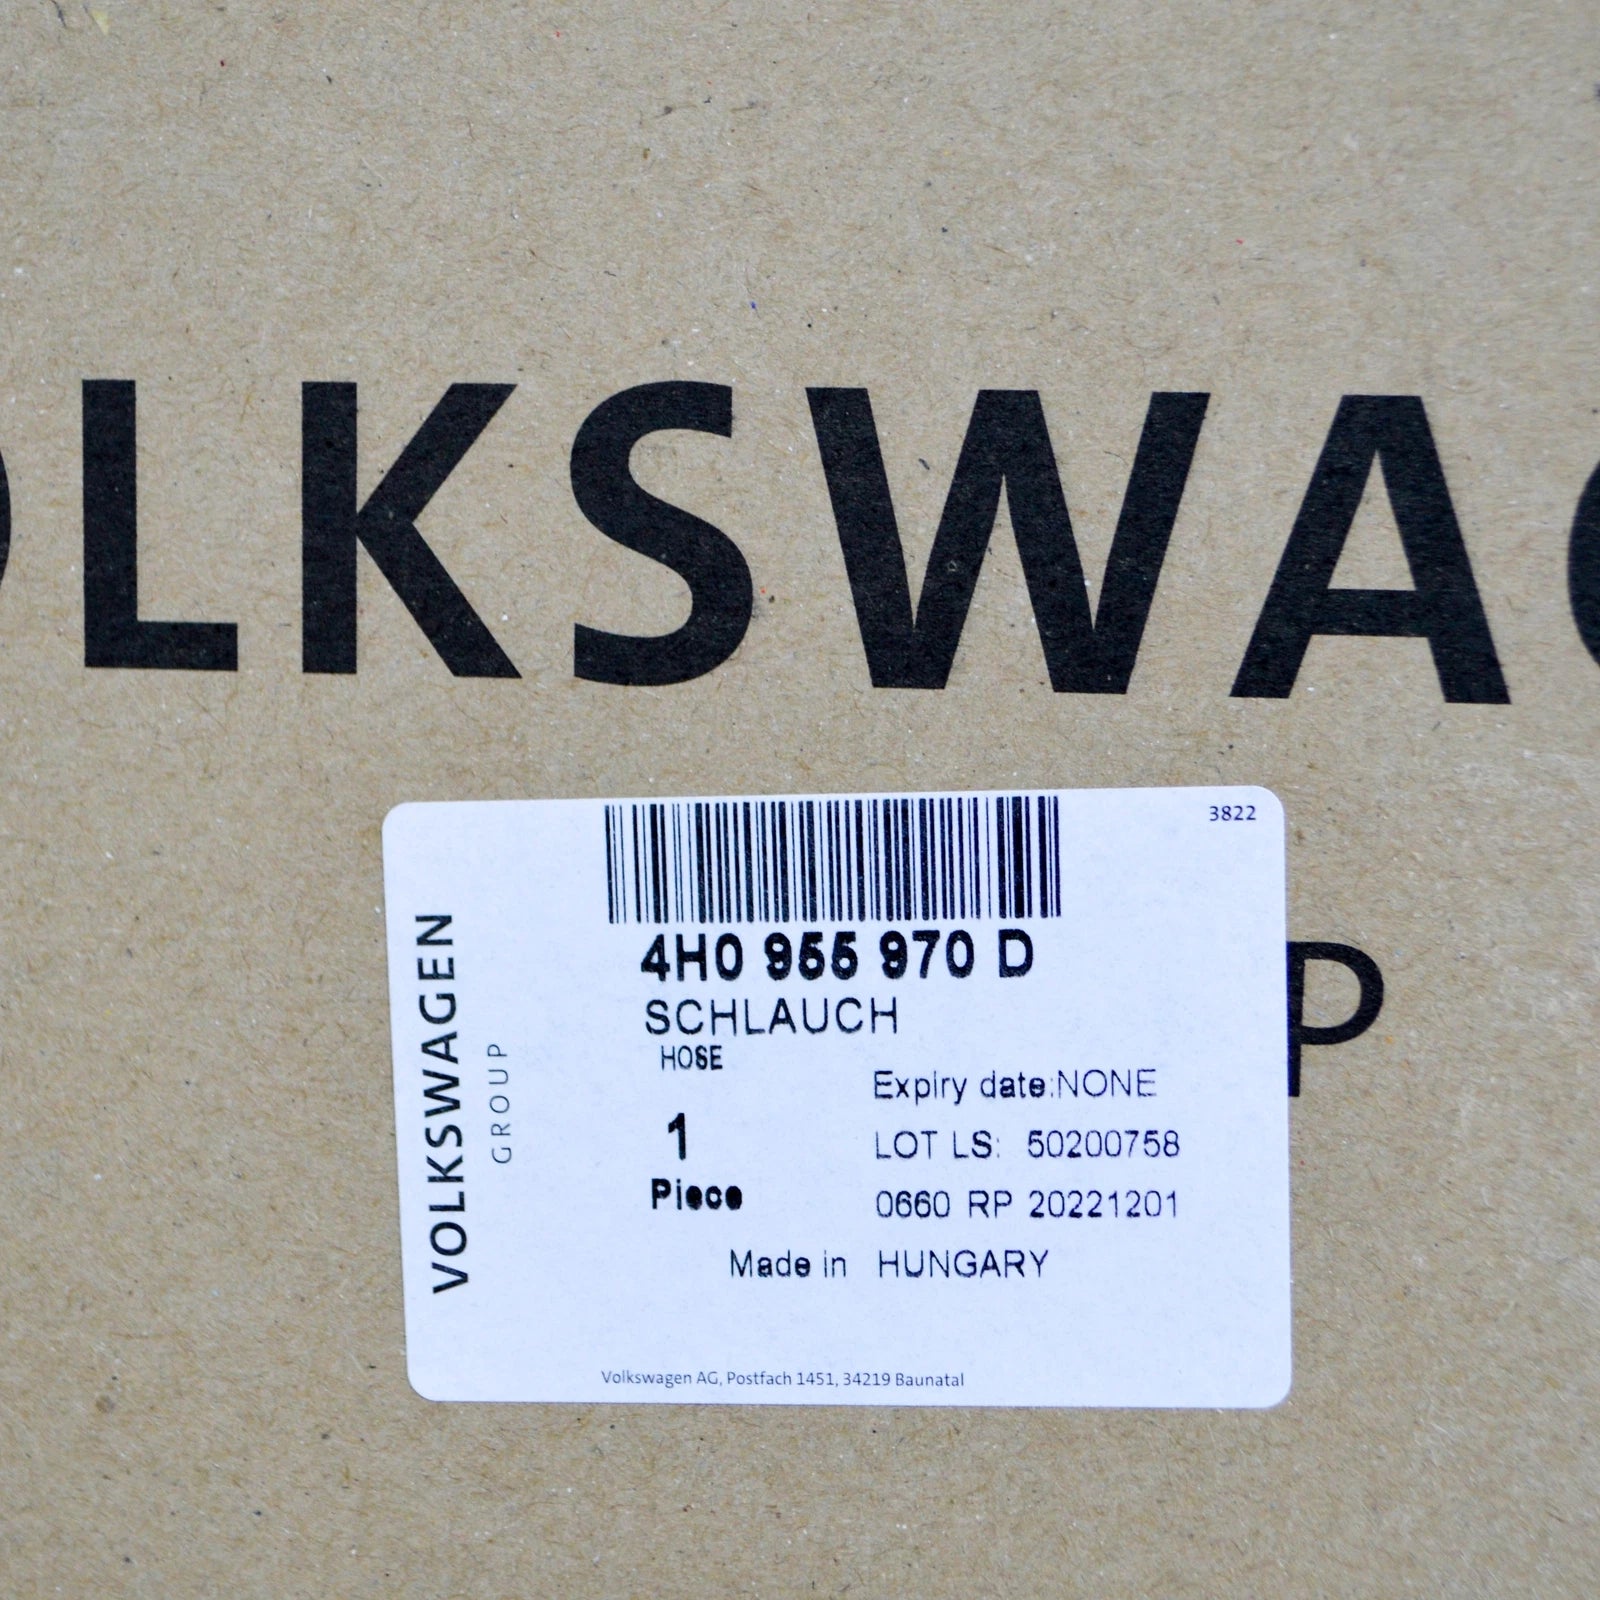 OLKSWAG
P
3822
4H0 955 970 D
SCHLAUCH
HOSE
Expiry date:NONE
1
LOT LS: 50200758
Piece
0660 RP 20221201
Made in HUNGARY
VOLKSWAGEN
GROUP
Volkswagen AG, Postfach 1451, 34219 Baunatal